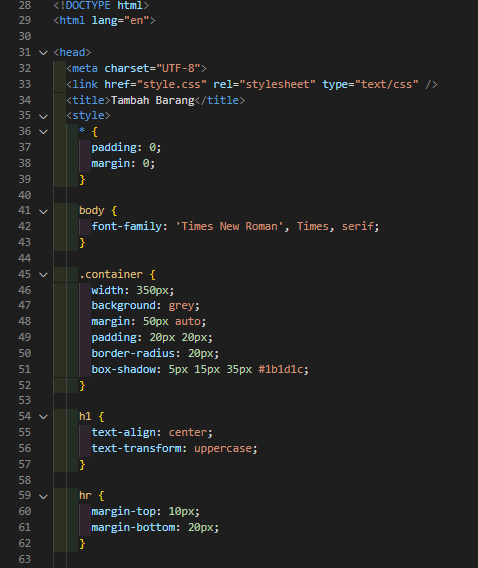 28 <!DOCTYPE html>
29 <html lang="en">
30
31 <head>
32 <meta charset="UTF-8">
33 <link href="style.css" rel="stylesheet" type="text/css" />
34 <title>Tambah Barang</title>
35 <style>
36 * {
37 padding: 0;
38 margin: 0;
39 }
40
41 body {
42 font-family: 'Times New Roman', Times, serif;
43 }
44
45 .container {
46 width: 350px;
47 background: grey;
48 margin: 50px auto;
49 padding: 20px 20px;
50 border-radius: 20px;
51 box-shadow: 5px 15px 35px #1b1d1c;
52 }
53
54 h1 {
55 text-align: center;
56 text-transform: uppercase;
57 }
58
59 hr {
60 margin-top: 10px;
61 margin-bottom: 20px;
62 }
63